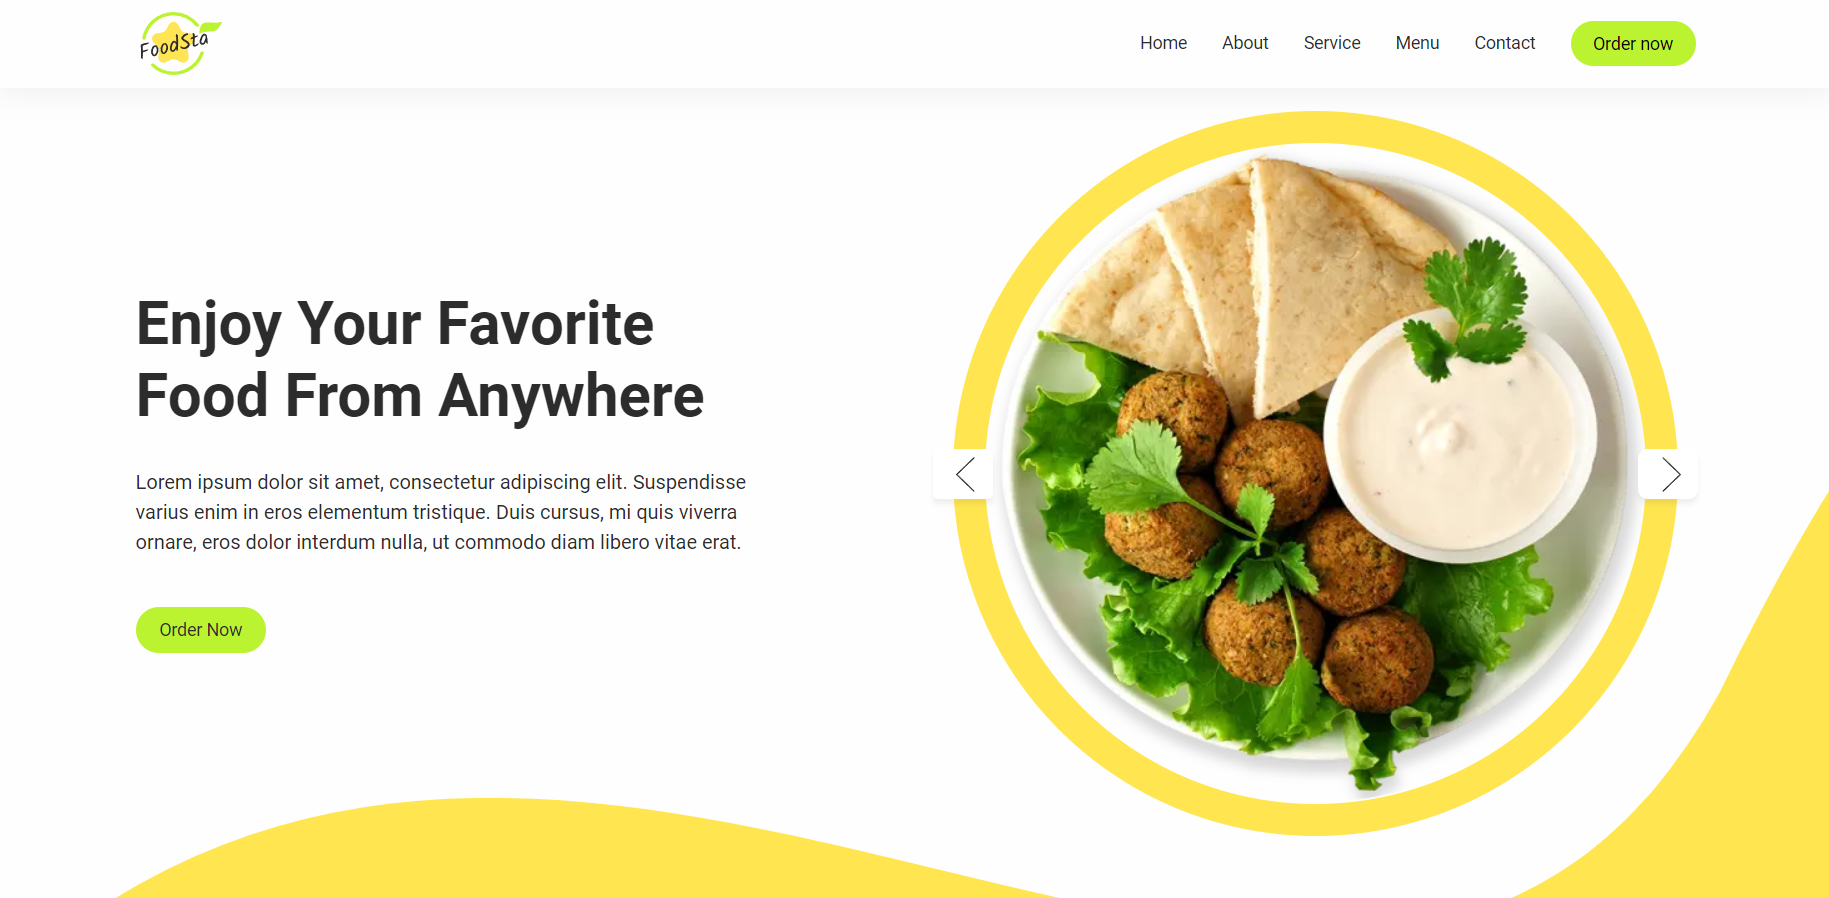 FoodSta
Home
About
Service
Menu
Contact
Order now
Enjoy Your Favorite
Food From Anywhere
Lorem ipsum dolor sit amet, consectetur adipiscing elit. Suspendisse
varius enim in eros elementum tristique. Duis cursus, mi quis viverra
ornare, eros dolor interdum nulla, ut commodo diam libero vitae erat.
Order Now